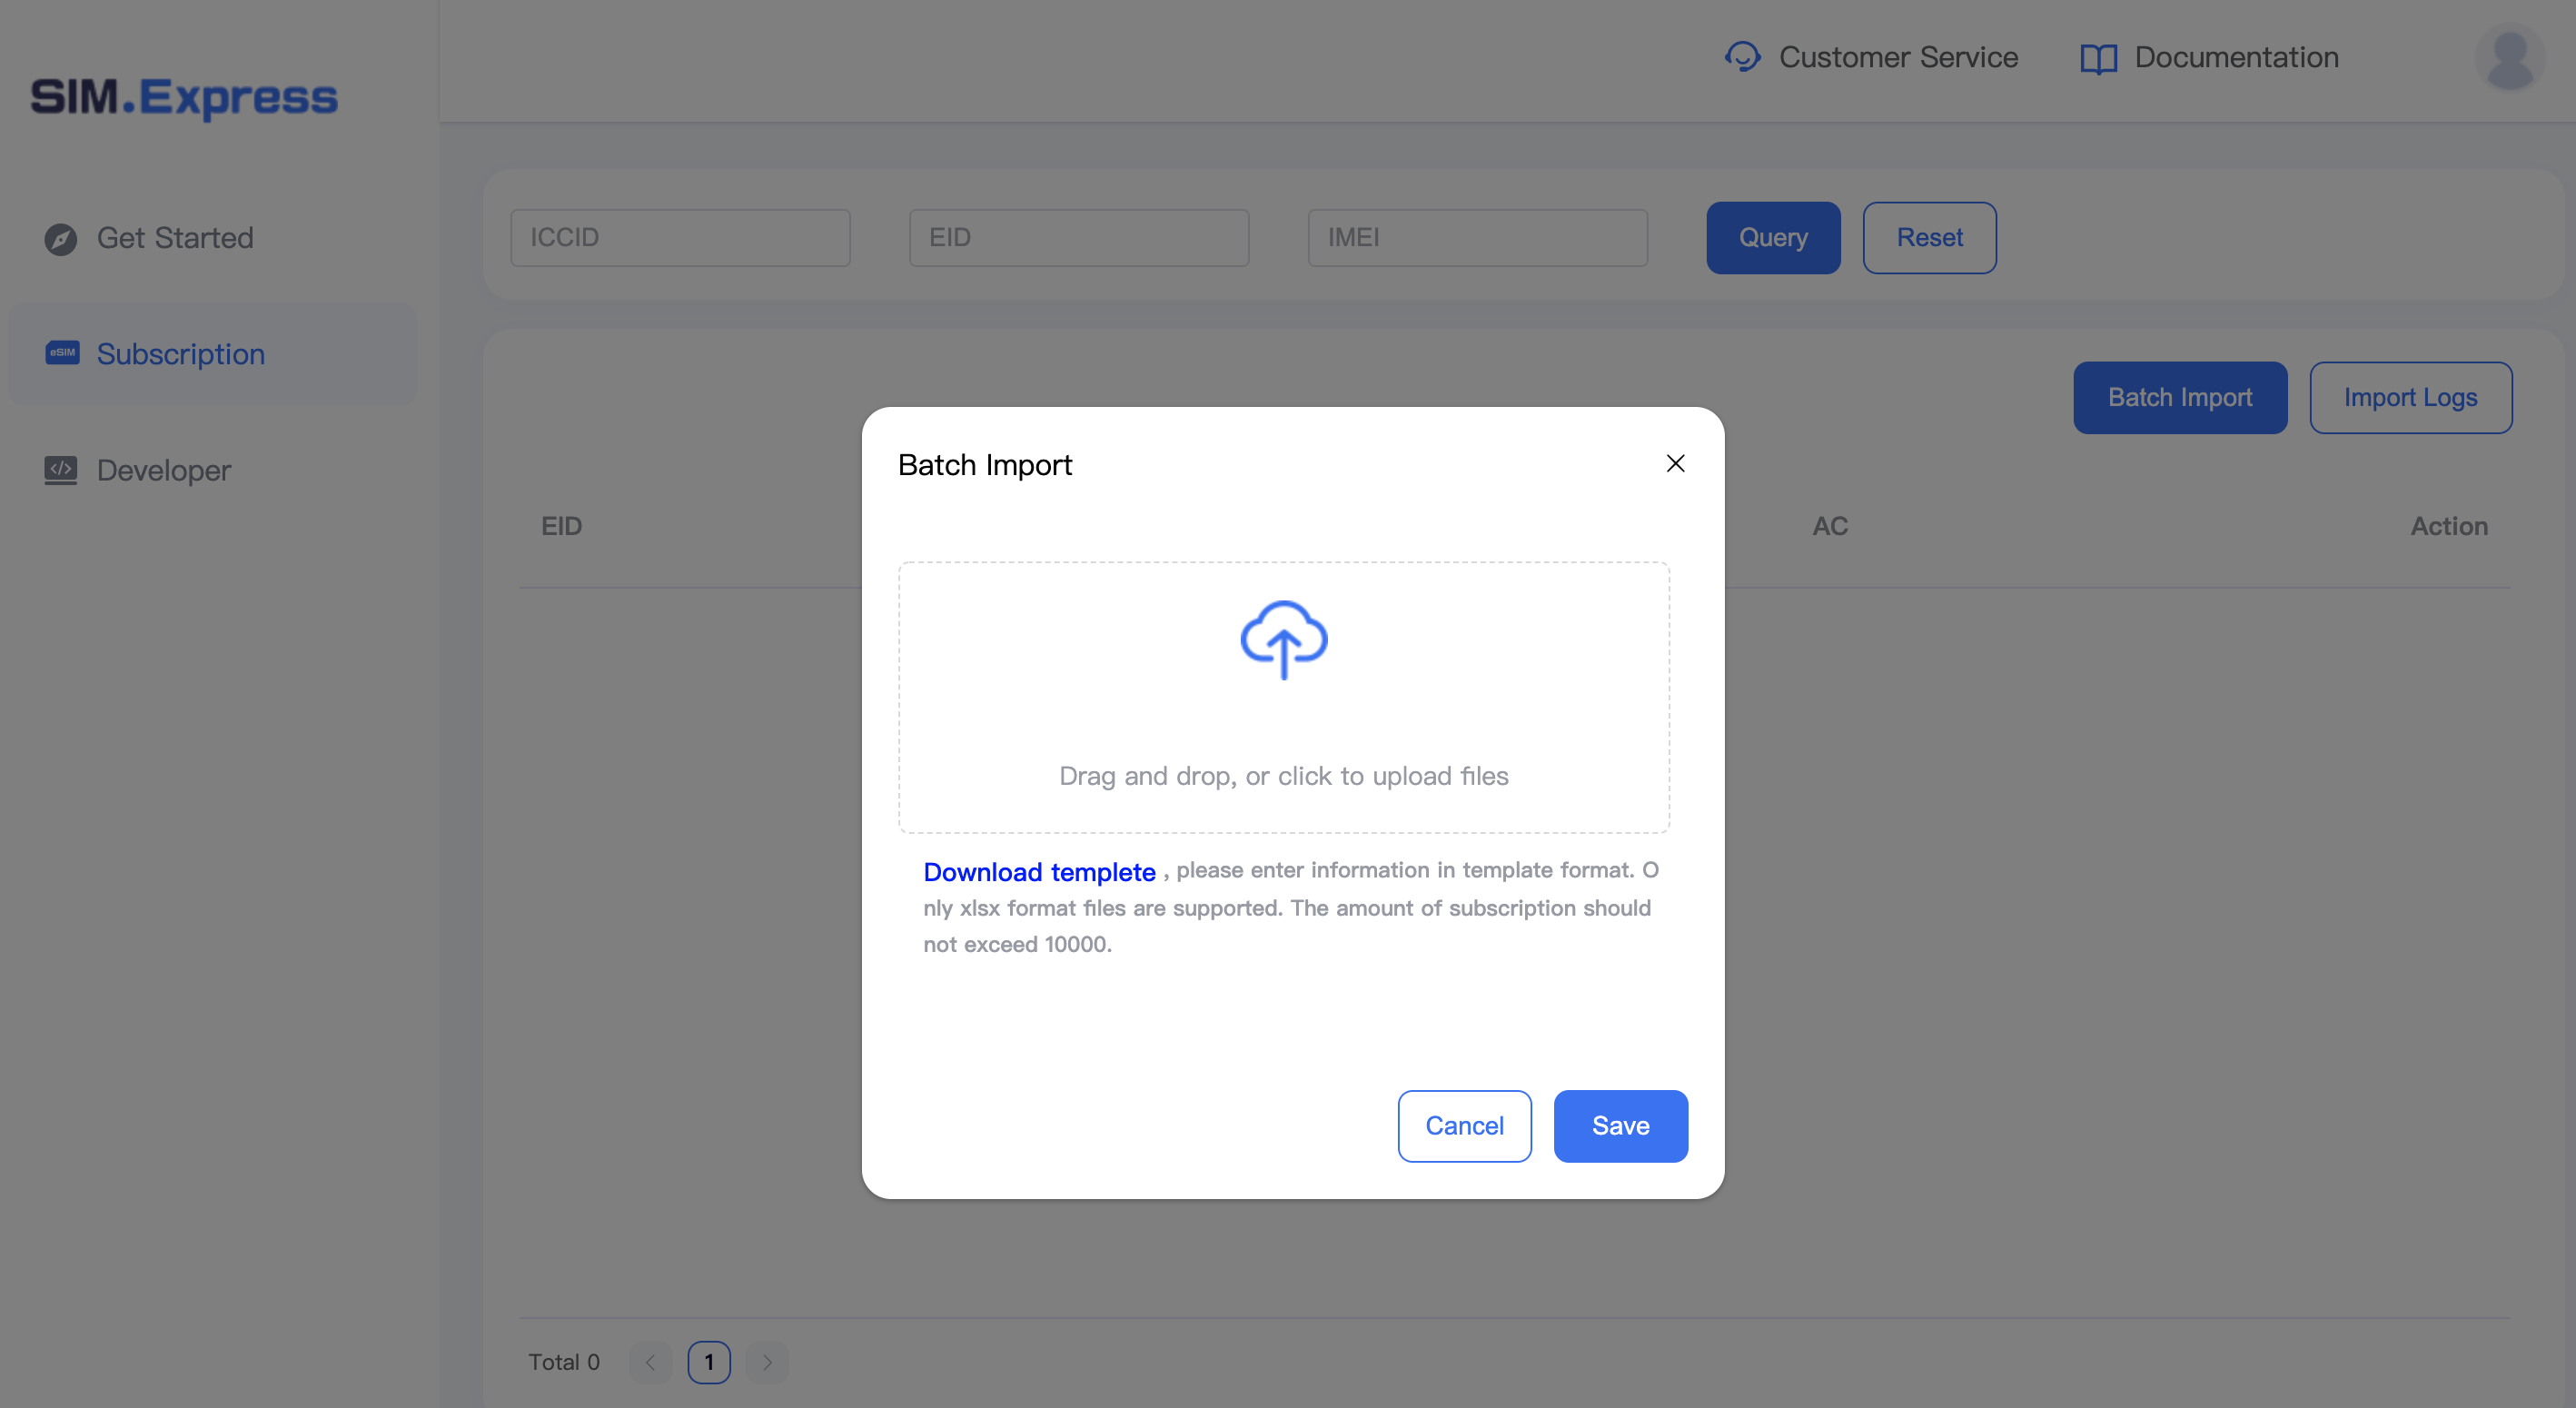 SIM.Express
Customer Service
Documentation
Get Started
eSIM
Subscription
</>
Developer
ICCID
EID
IMEI
Query
Reset
Batch Import
Import Logs
EID
AC
Action
Batch Import
Drag and drop, or click to upload files
Download templete , please enter information in template format. O
nly xlsx format files are supported. The amount of subscription should
not exceed 10000.
Cancel
Save
Total 0
1